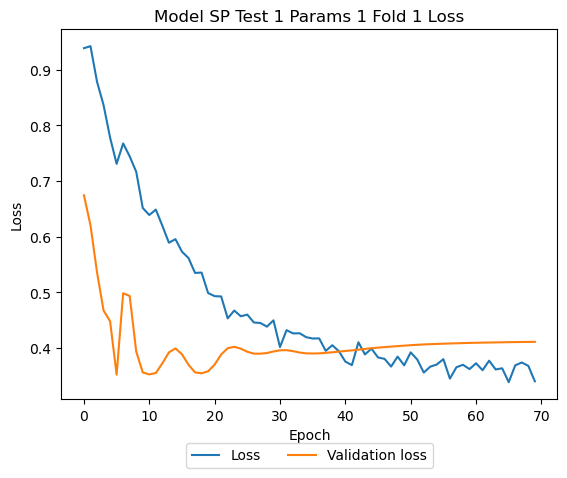 Model SP Test 1 Params 1 Fold 1 Loss
0.9
0.8
0.7
0.6
0.5
0.4
Loss
0 10 20 30 40 50 60 70
Epoch
Loss Validation loss